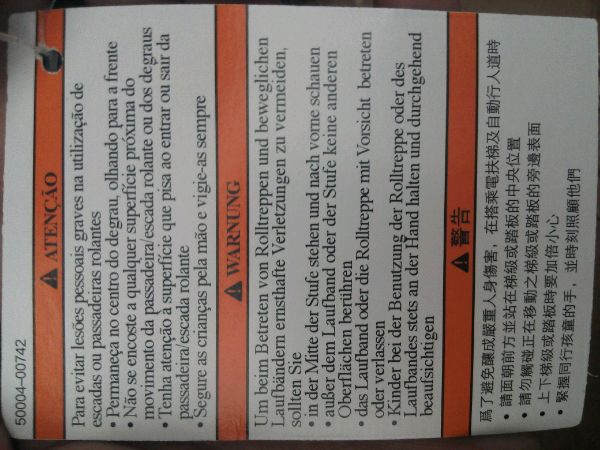 50004-00742
ATENÇÃO
Para evitar lesões pessoais graves na utilização de
escadas ou passadeiras rolantes
• Permaneça no centro do degrau, olhando para a frente
• Não se encoste a qualquer superfície próxima do
movimento da passadeira/escada rolante ou dos degraus
• Tenha atenção à superfície que pisa ao entrar ou sair da
passadeira/escada rolante
• Segure as crianças pela mão e vigie-as sempre
WARNUNG
Um beim Betreten von Rolltreppen und beweglichen
Laufbändern ernsthafte Verletzungen zu vermeiden,
sollten Sie
• in der Mitte der Stufe stehen und nach vorne schauen
• außer dem Laufband oder der Stufe keine anderen
Oberflächen berühren
• das Laufband oder die Rolltreppe mit Vorsicht betreten
oder verlassen
• Kinder bei der Benutzung der Rolltreppe oder des
Laufbandes stets an der Hand halten und durchgehend
beaufsichtigen
警告
爲了避免釀成嚴重人身傷害，在搭乘電扶梯及自動行人道時
• 請面朝前方並站在梯級或踏板的中央位置
• 請勿觸碰正在移動之梯級或踏板的旁邊表面
• 上下梯級或踏板時要加倍小心
• 緊握同行孩童的手，並時刻照顧他們